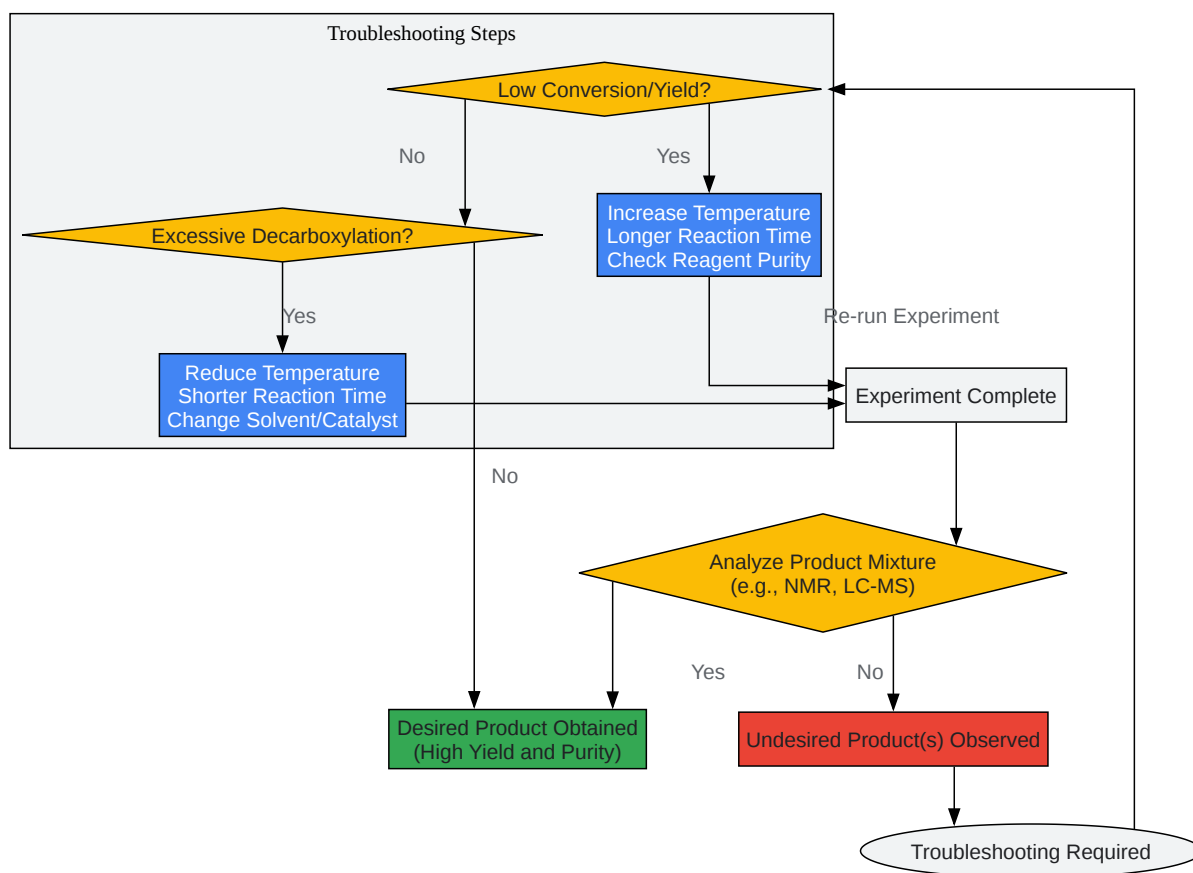 Troubleshooting Steps
Low Conversion/Yield?
No
Yes
Increase Temperature
Longer Reaction Time
Check Reagent Purity
Excessive Decarboxylation?
Yes
Re-run Experiment
Reduce Temperature
Shorter Reaction Time
Change Solvent/Catalyst
Experiment Complete
No
Analyze Product Mixture
(e.g., NMR, LC-MS)
Yes
No
Desired Product Obtained
(High Yield and Purity)
Undesired Product(s) Observed
Troubleshooting Required